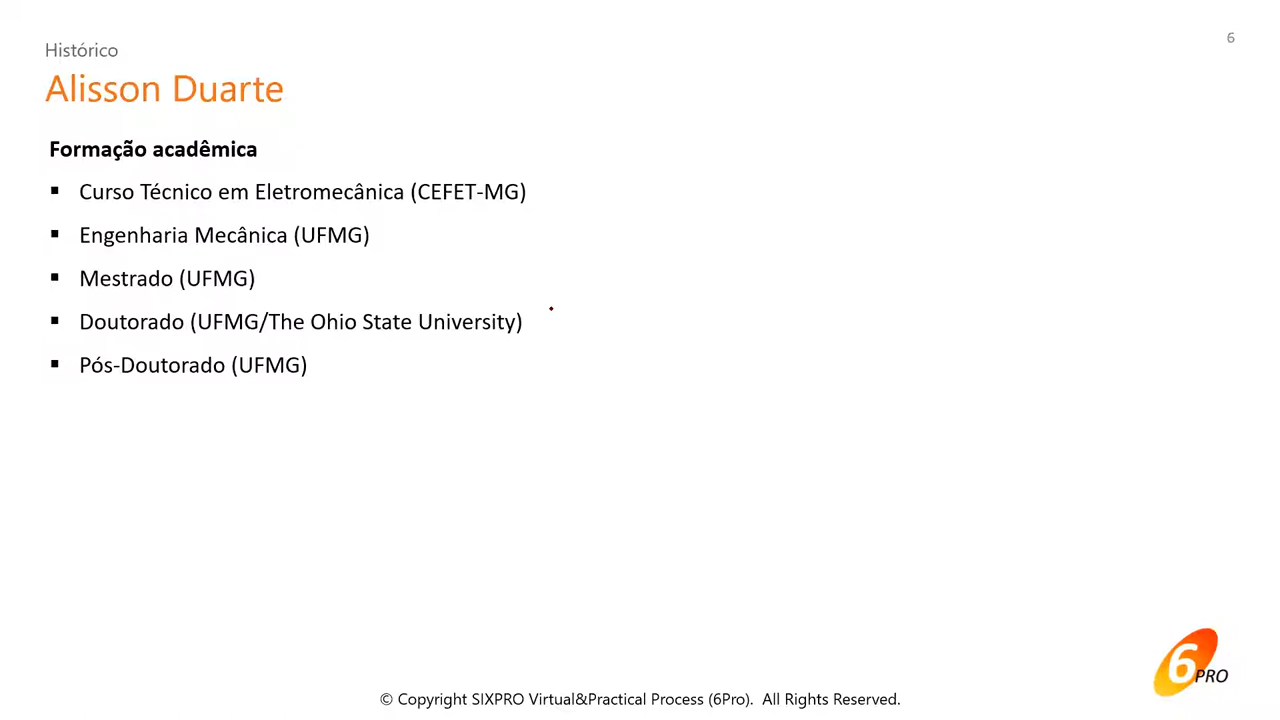 Histórico
6
Alisson Duarte
Formação acadêmica
▪ Curso Técnico em Eletromecânica (CEFET-MG)
▪ Engenharia Mecânica (UFMG)
▪ Mestrado (UFMG)
▪ Doutorado (UFMG/The Ohio State University)
▪ Pós-Doutorado (UFMG)
6PRO
© Copyright SIXPRO Virtual&Practical Process (6Pro).  All Rights Reserved.